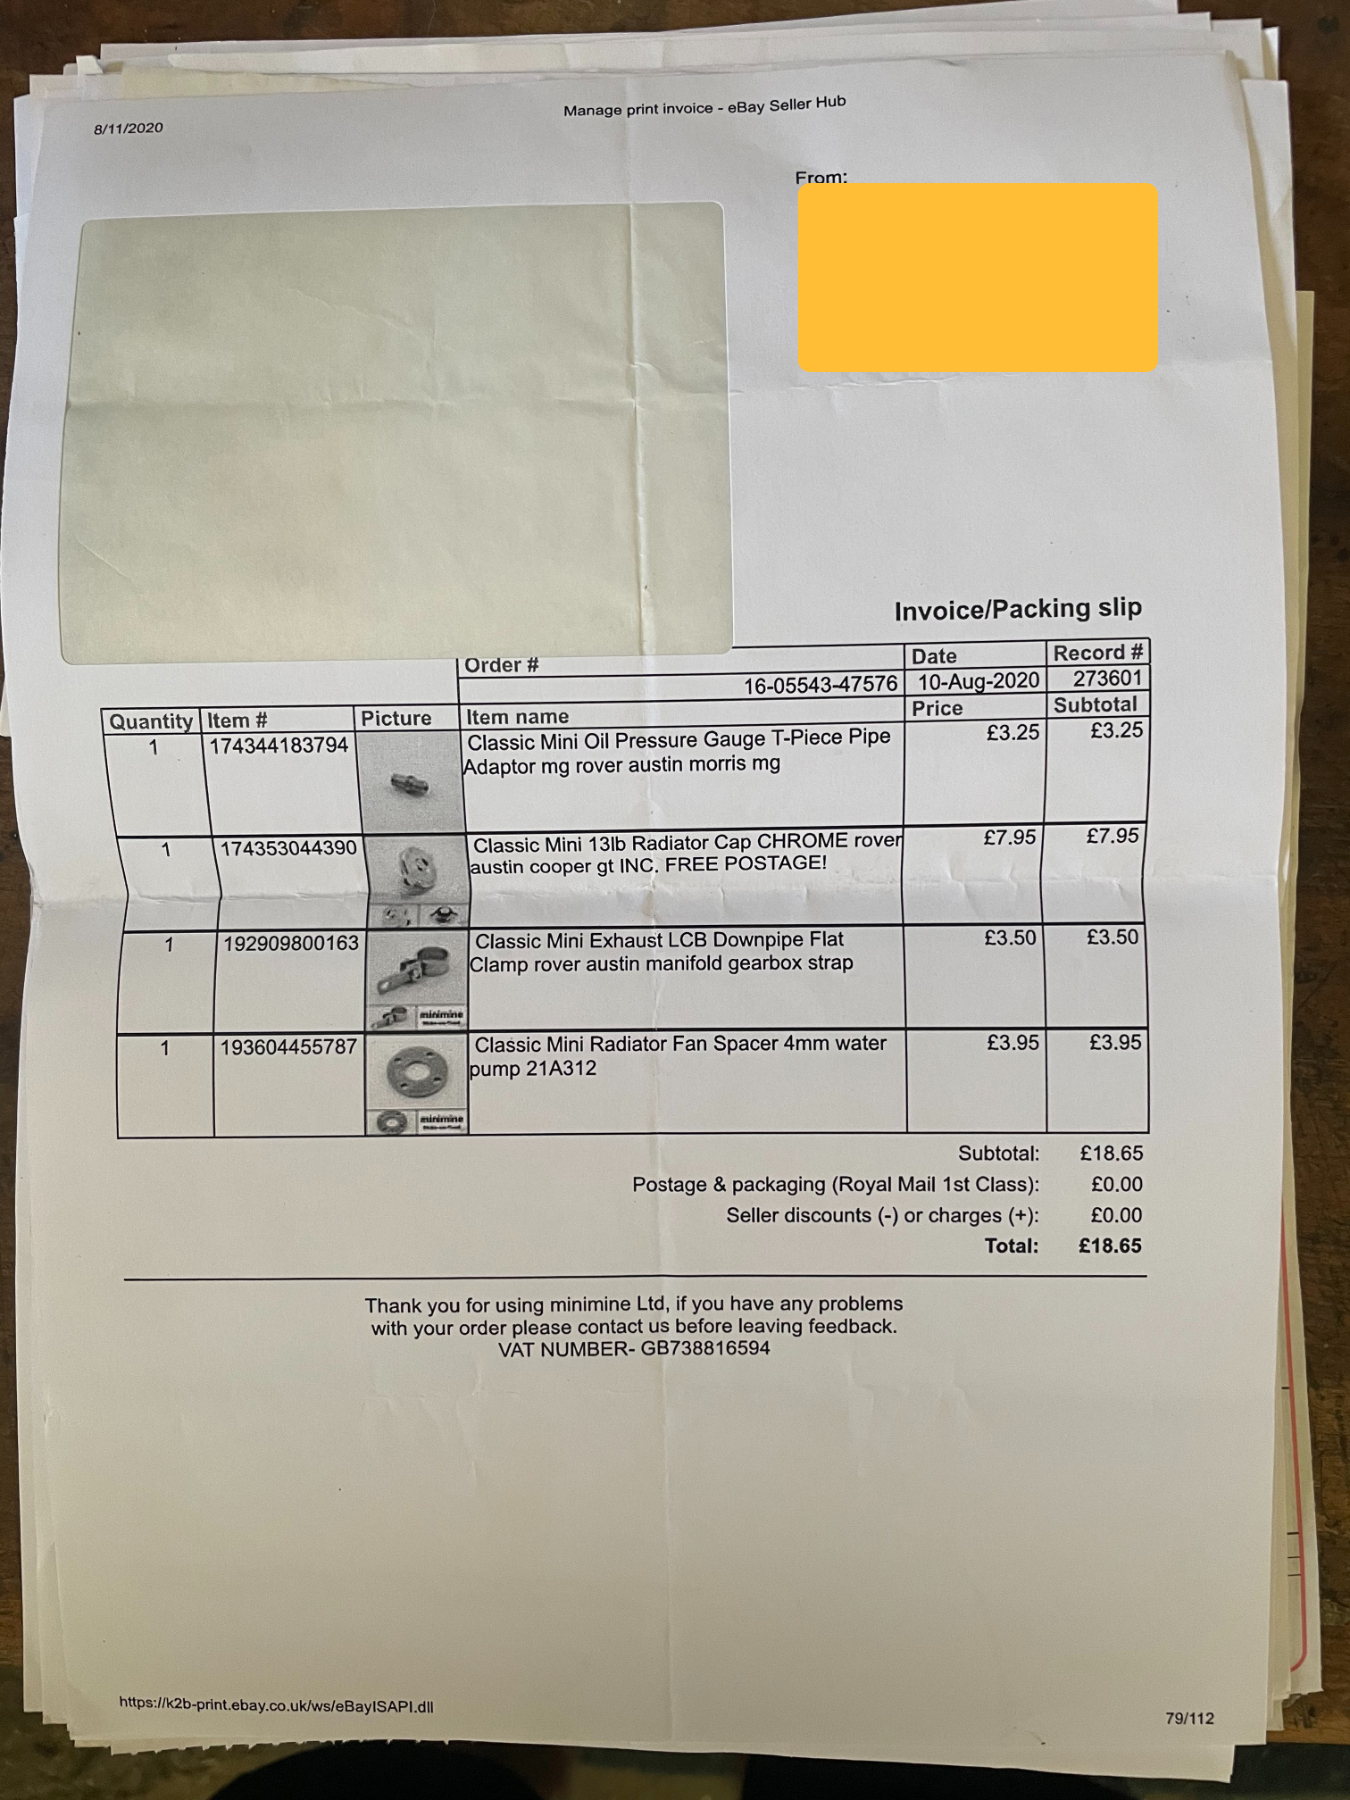 8/11/2020
Manage print invoice - eBay Seller Hub
From:
Invoice/Packing slip
Order # Date Record #
16-05543-47576 10-Aug-2020 273601
Quantity Item # Picture Item name Price Subtotal
1 174344183794 Classic Mini Oil Pressure Gauge T-Piece Pipe £3.25 £3.25
Adaptor mg rover austin morris mg
1 174353044390 Classic Mini 13lb Radiator Cap CHROME rover £7.95 £7.95
austin cooper gt INC. FREE POSTAGE!
1 192909800163 Classic Mini Exhaust LCB Downpipe Flat £3.50 £3.50
Clamp rover austin manifold gearbox strap
minimine
1 193604455787 Classic Mini Radiator Fan Spacer 4mm water £3.95 £3.95
pump 21A312
minimine
Subtotal: £18.65
Postage & packaging (Royal Mail 1st Class): £0.00
Seller discounts (-) or charges (+): £0.00
Total: £18.65
Thank you for using minimine Ltd, if you have any problems
with your order please contact us before leaving feedback.
VAT NUMBER- GB738816594
https://k2b-print.ebay.co.uk/ws/eBayISAPI.dll
79/112